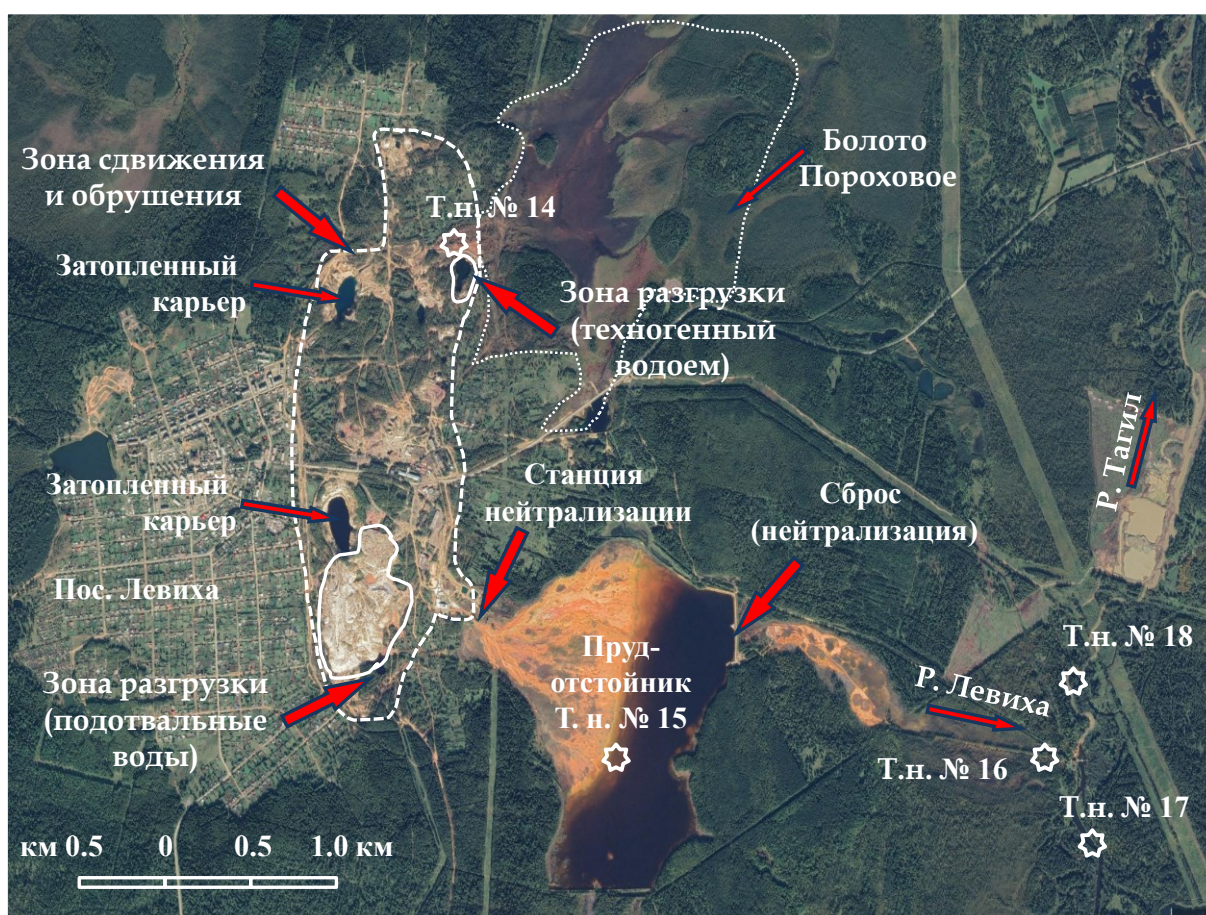 Зона сдвижения
и обрушения
Болото
Пороховое
Т.н. № 14
Затопленный
карьер
Зона разгрузки
(техногенный
водоем)
Р. Тагил
Станция
нейтрализации
Сброс
(нейтрализация)
Затопленный
карьер
Пос. Левиха
Пруд-
отстойник
Т. н. № 15
Т.н. № 18
Р. Левиха
Зона разгрузки
(подотвальные
воды)
Т.н. № 16
Т.н. № 17
км 0.5 0 0.5 1.0 км